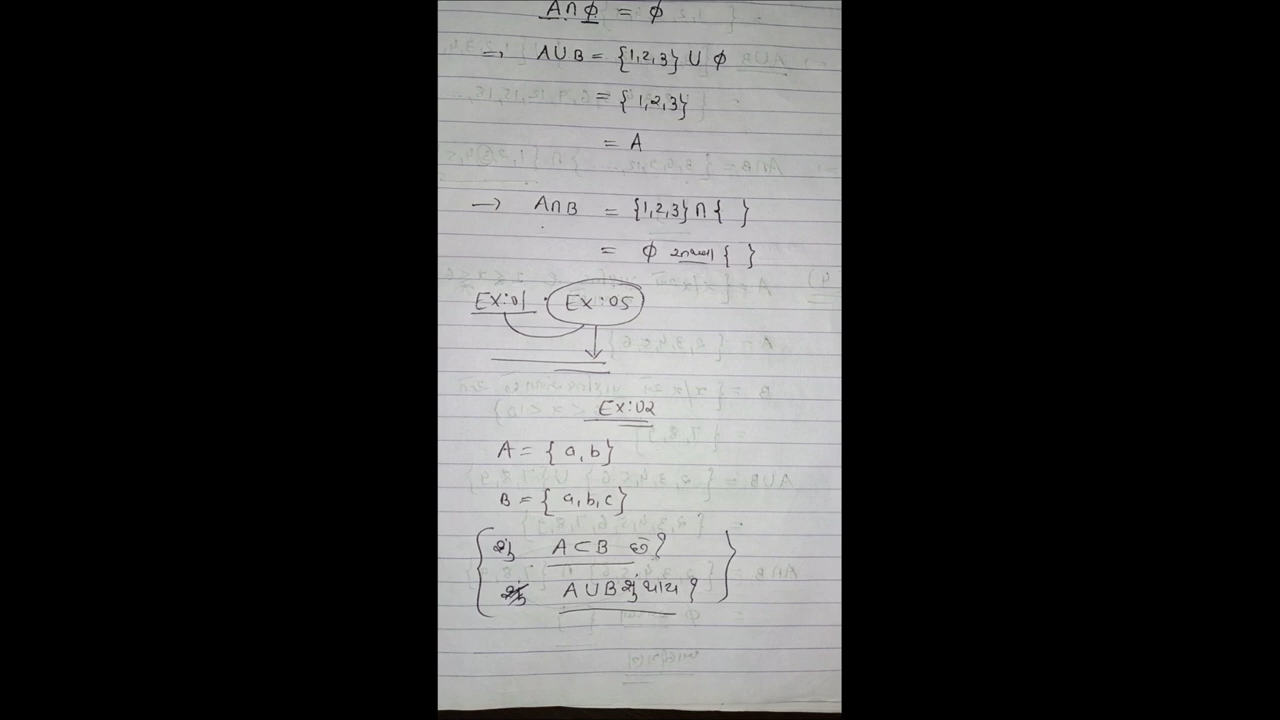 A∩ϕ = ϕ
→ A∪B = {1,2,3} ∪ ϕ
= {1,2,3}
= A
→ A∩B = {1,2,3} ∩ { }
= ϕ અથવા { }
Ex:01 Ex:05
Ex:02
A = { a, b }
B = { a, b, c }
શું A⊂B છે?
A∪B શું થાય ?